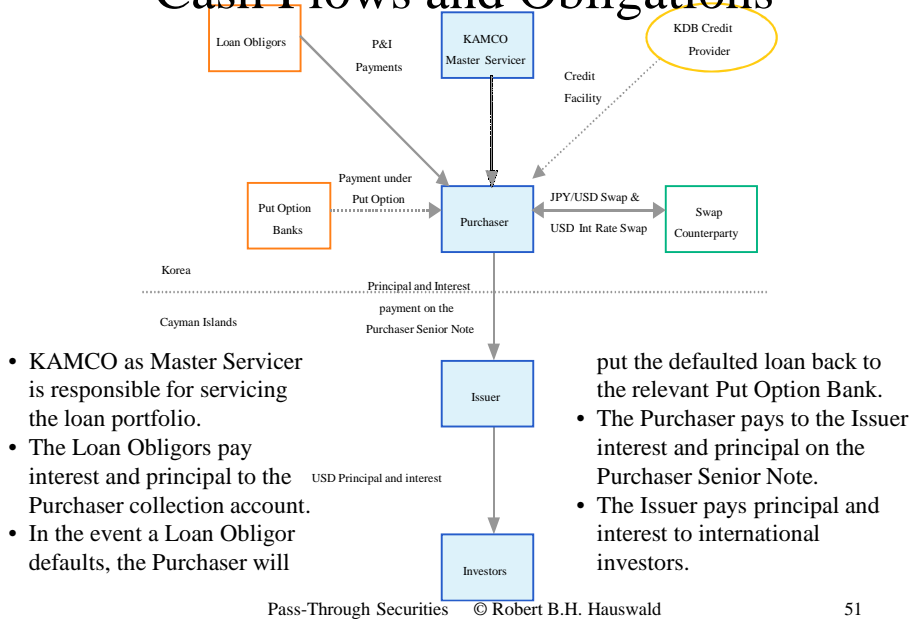 Cash Flows and Obligations
Loan Obligors
P&I
Payments
KAMCO
Master Servicer
KDB Credit
Provider
Credit
Facility
Payment under
Put Option
Put Option
Banks
Purchaser
JPY/USD Swap &
USD Int Rate Swap
Swap
Counterparty
Korea
Cayman Islands
Principal and Interest
payment on the
Purchaser Senior Note
Issuer
USD Principal and interest
Investors
• KAMCO as Master Servicer
is responsible for servicing
the loan portfolio.
• The Loan Obligors pay
interest and principal to the
Purchaser collection account.
• In the event a Loan Obligor
defaults, the Purchaser will
put the defaulted loan back to
the relevant Put Option Bank.
• The Purchaser pays to the Issuer
interest and principal on the
Purchaser Senior Note.
• The Issuer pays principal and
interest to international
investors.
Pass-Through Securities © Robert B.H. Hauswald 51